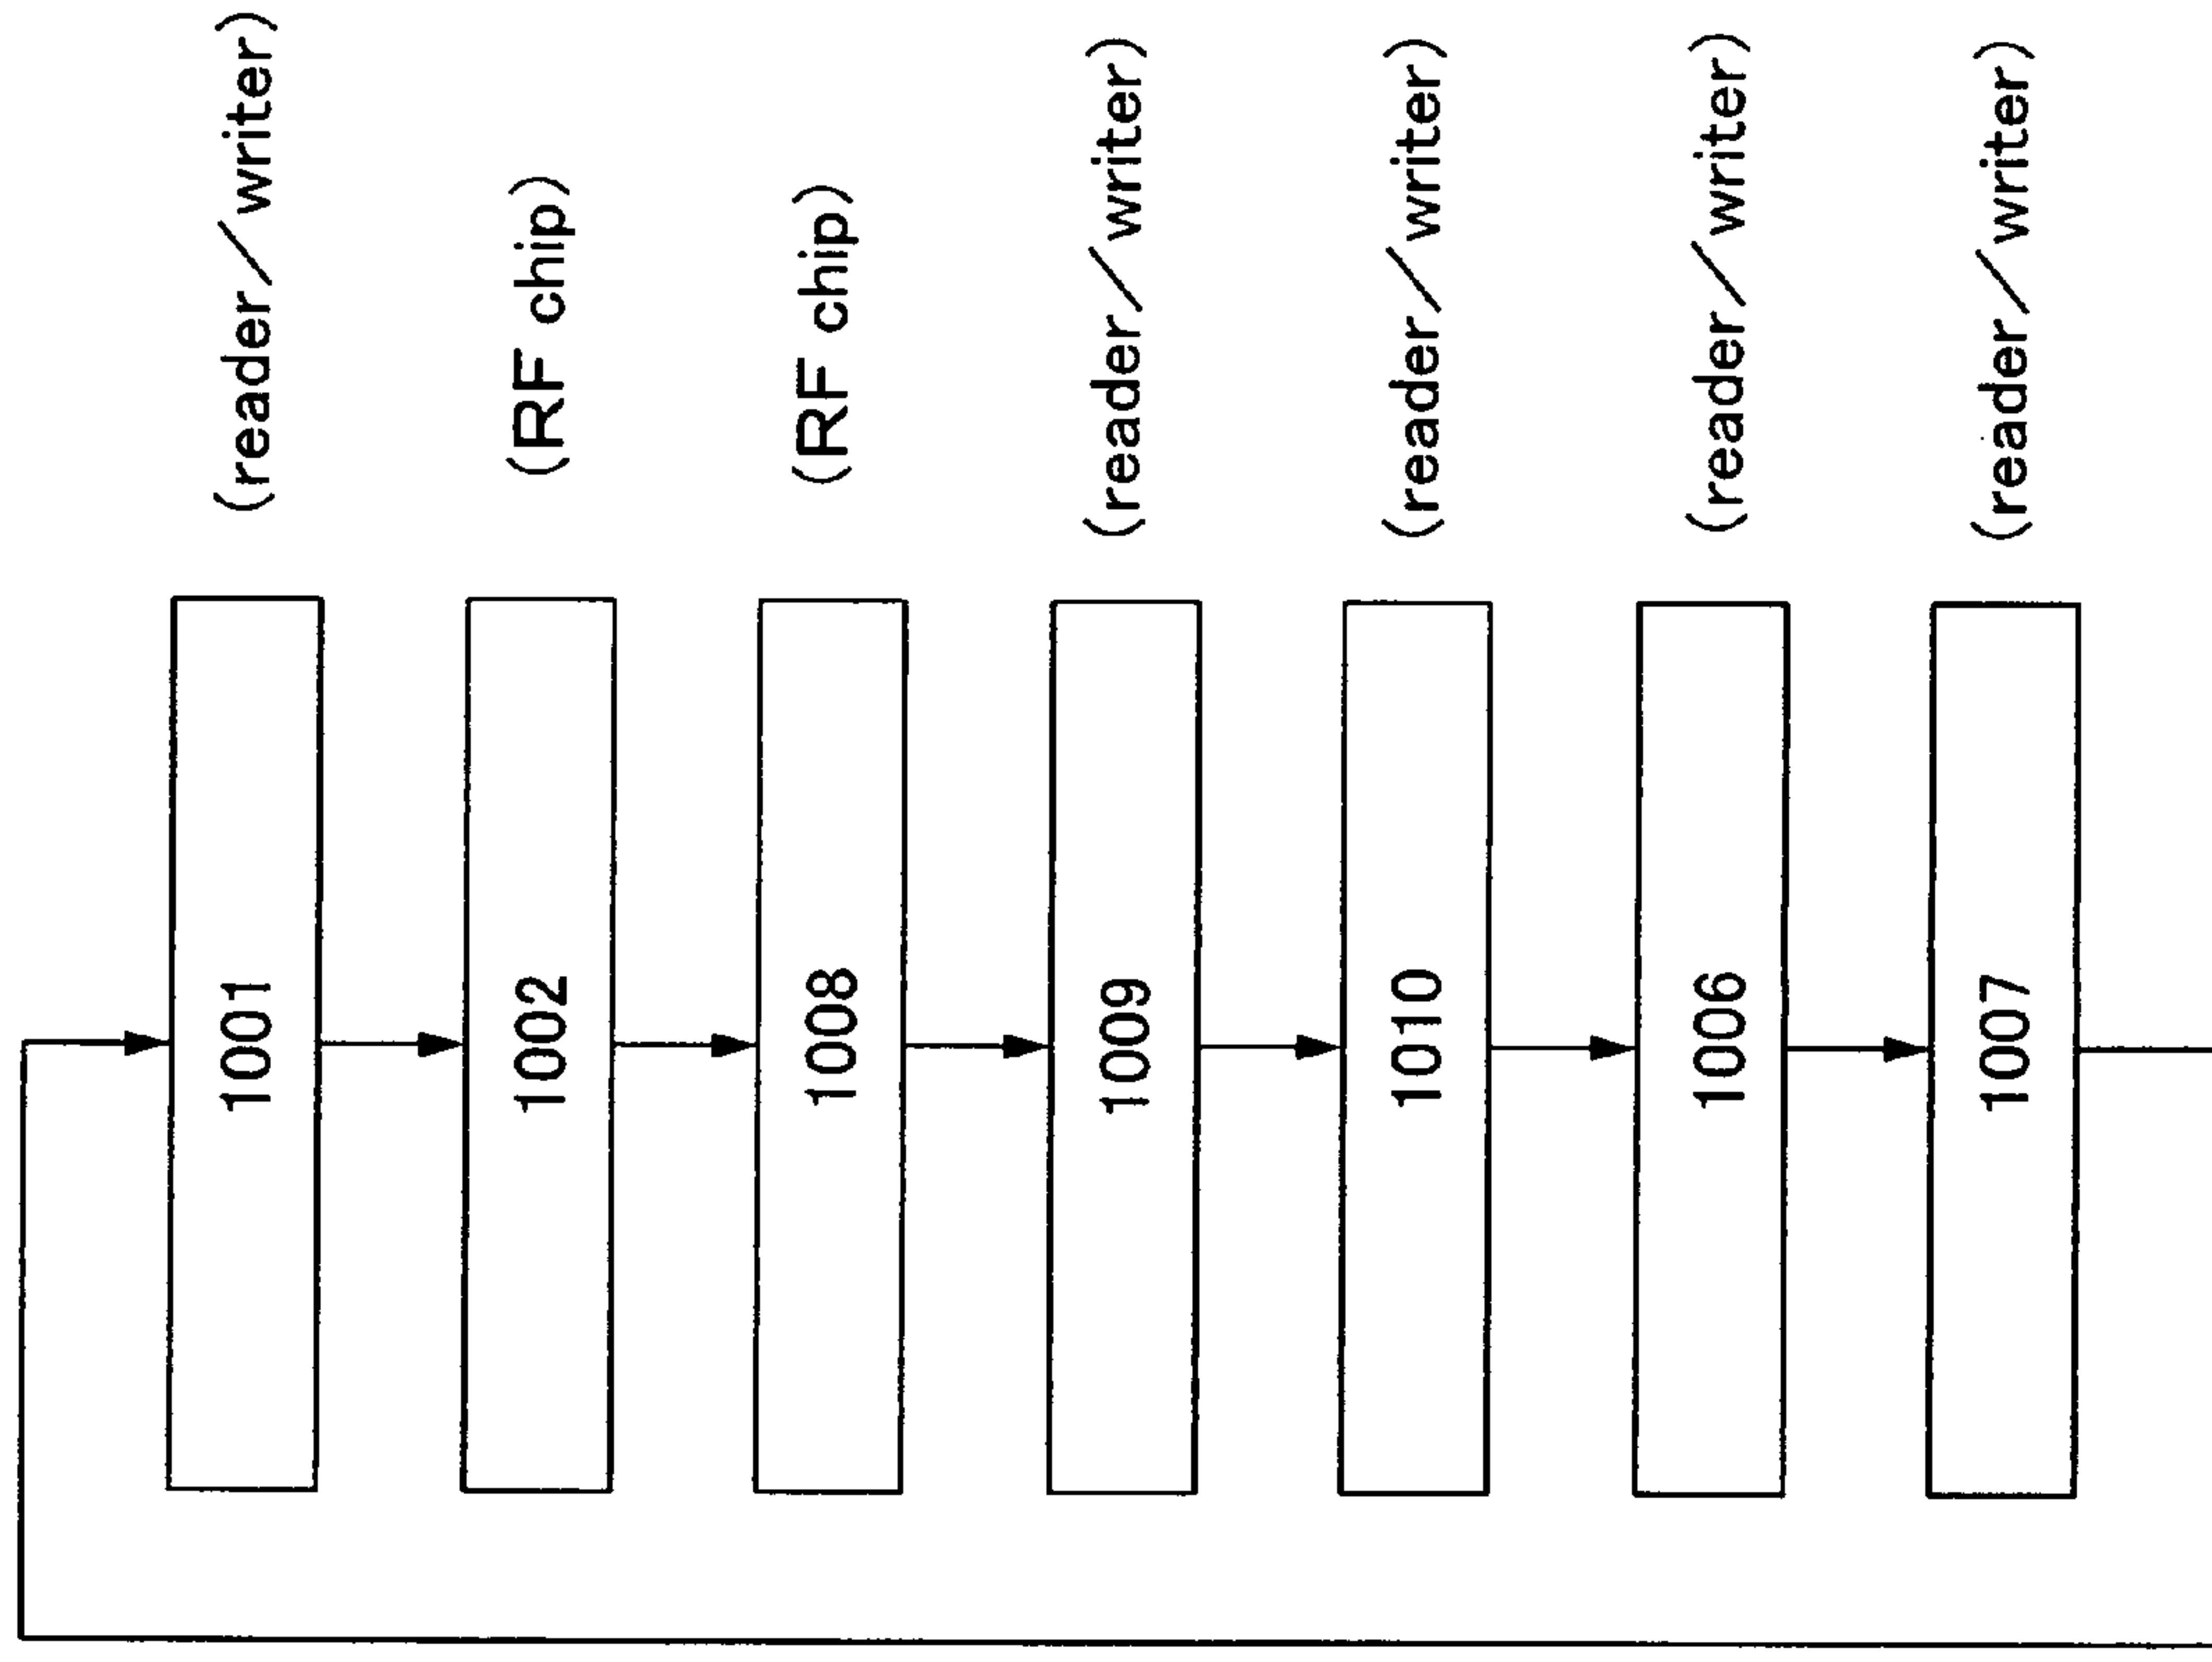 1001 (reader/writer)
1002 (RF chip)
1008 (RF chip)
1009 (reader/writer)
1010 (reader/writer)
1006 (reader/writer)
1007 (reader/writer)